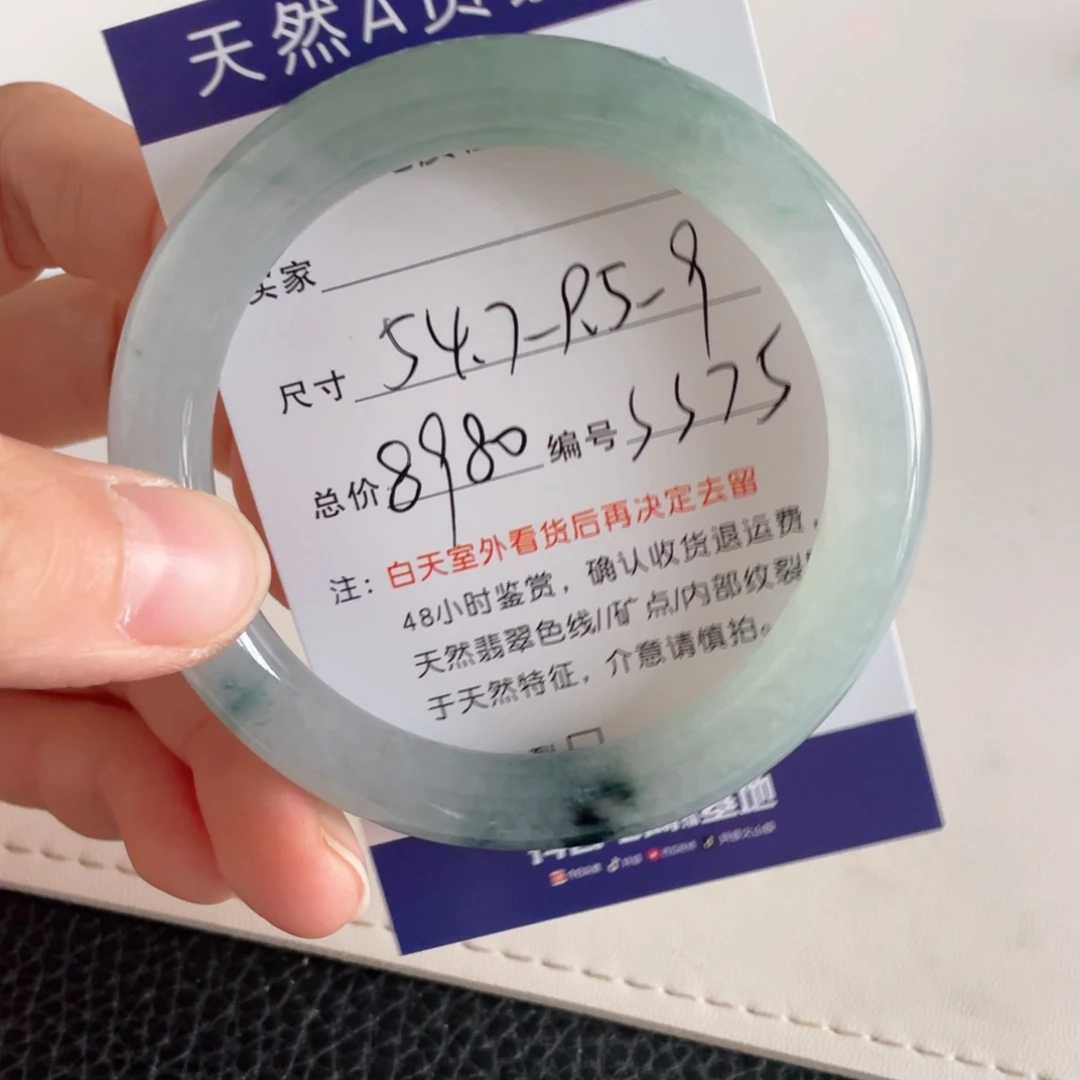 天然A货
买家
尺寸 54.7-8.5-9
总价 8980 编号 5575
注：白天室外看货后再决定去留
48小时鉴赏，确认收货退运费，
天然翡翠色线//矿点/内部纹裂
于天然特征，介意请慎拍。